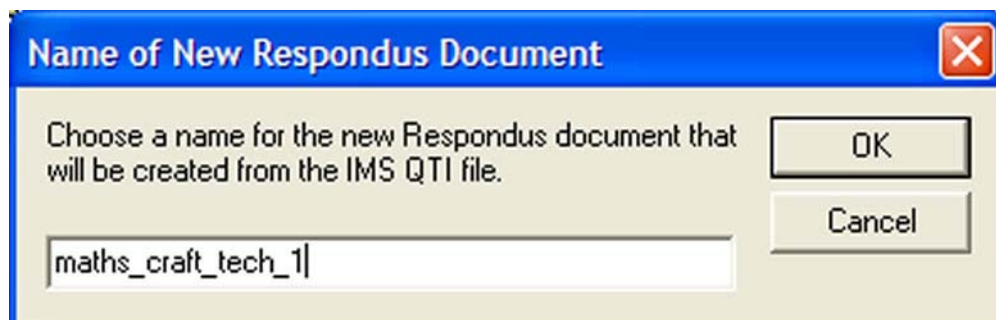 Name of New Respondus Document
Choose a name for the new Respondus document that
will be created from the IMS QTI file.
OK
Cancel
maths_craft_tech_1